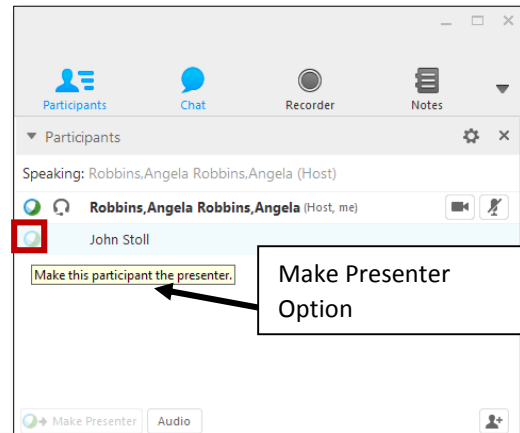 Participants Chat Recorder Notes
Participants
Speaking: Robbins,Angela Robbins,Angela (Host)
Robbins,Angela Robbins,Angela (Host, me)
John Stoll
Make this participant the presenter.
Make Presenter
Option
Make Presenter Audio